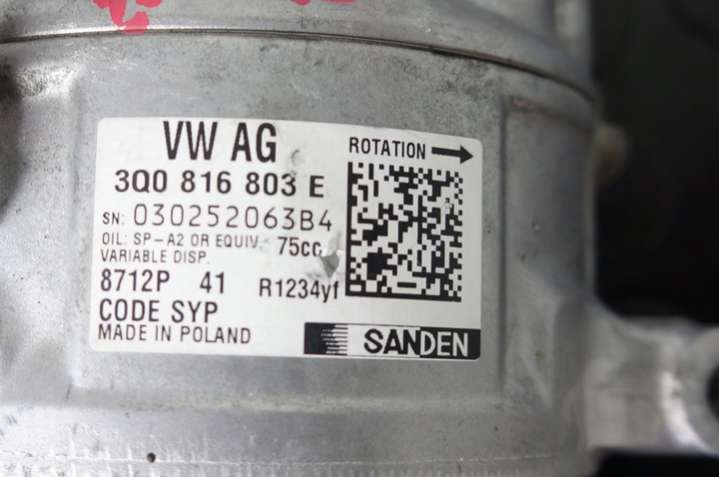 VW AG
ROTATION
3Q0 816 803 E
SN: 030252063B4
OIL: SP-A2 OR EQUIV. 75cc
VARIABLE DISP.
8712P 41 R1234yf
CODE SYP
MADE IN POLAND
SANDEN